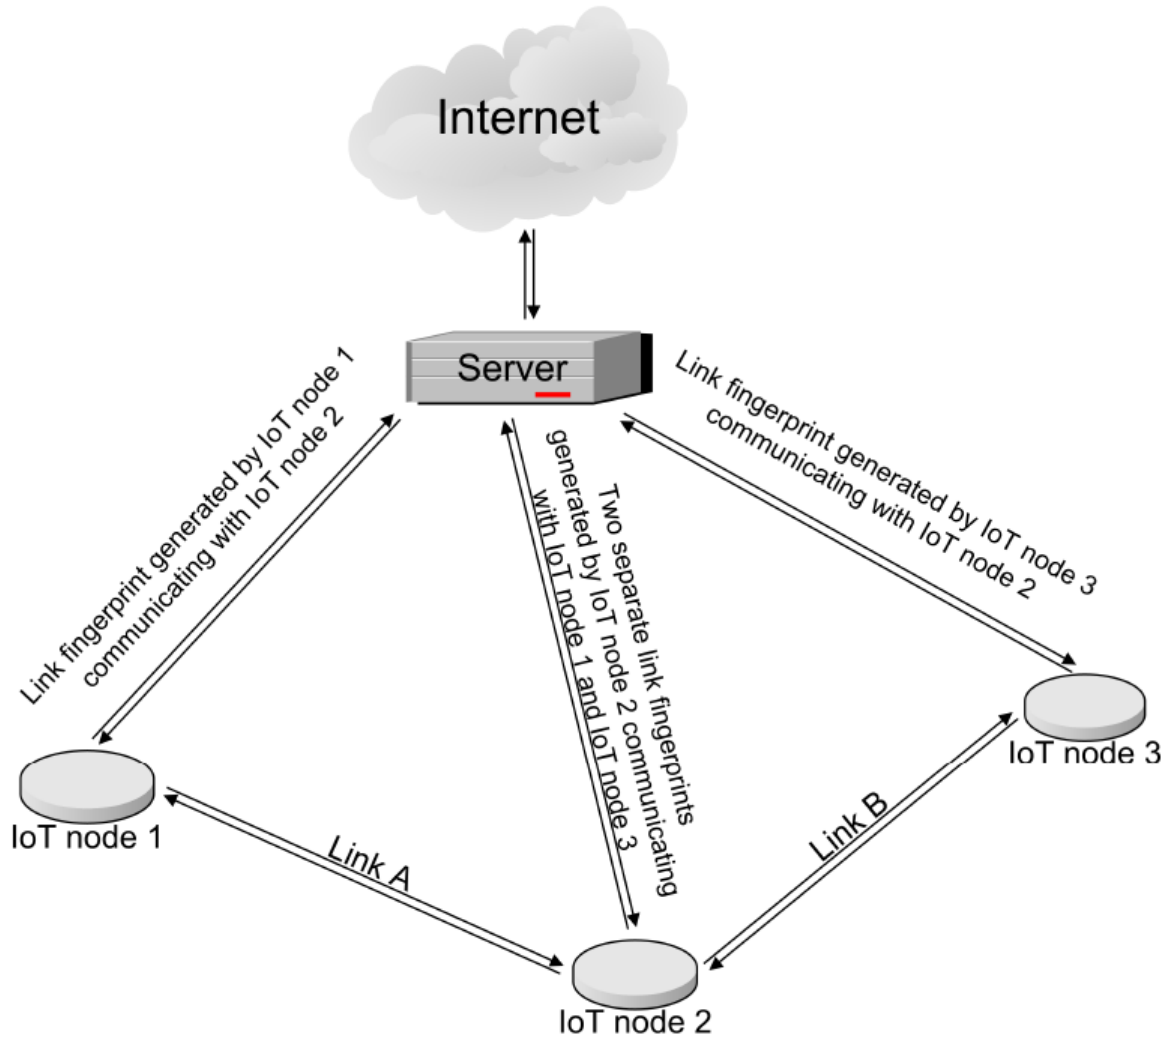 Internet
Server
Link fingerprint generated by IoT node 1
communicating with IoT node 2
Two separate link fingerprints
generated by IoT node 2 communicating
with IoT node 1 and IoT node 3
Link fingerprint generated by IoT node 3
communicating with IoT node 2
IoT node 1
Link A
IoT node 2
Link B
IoT node 3